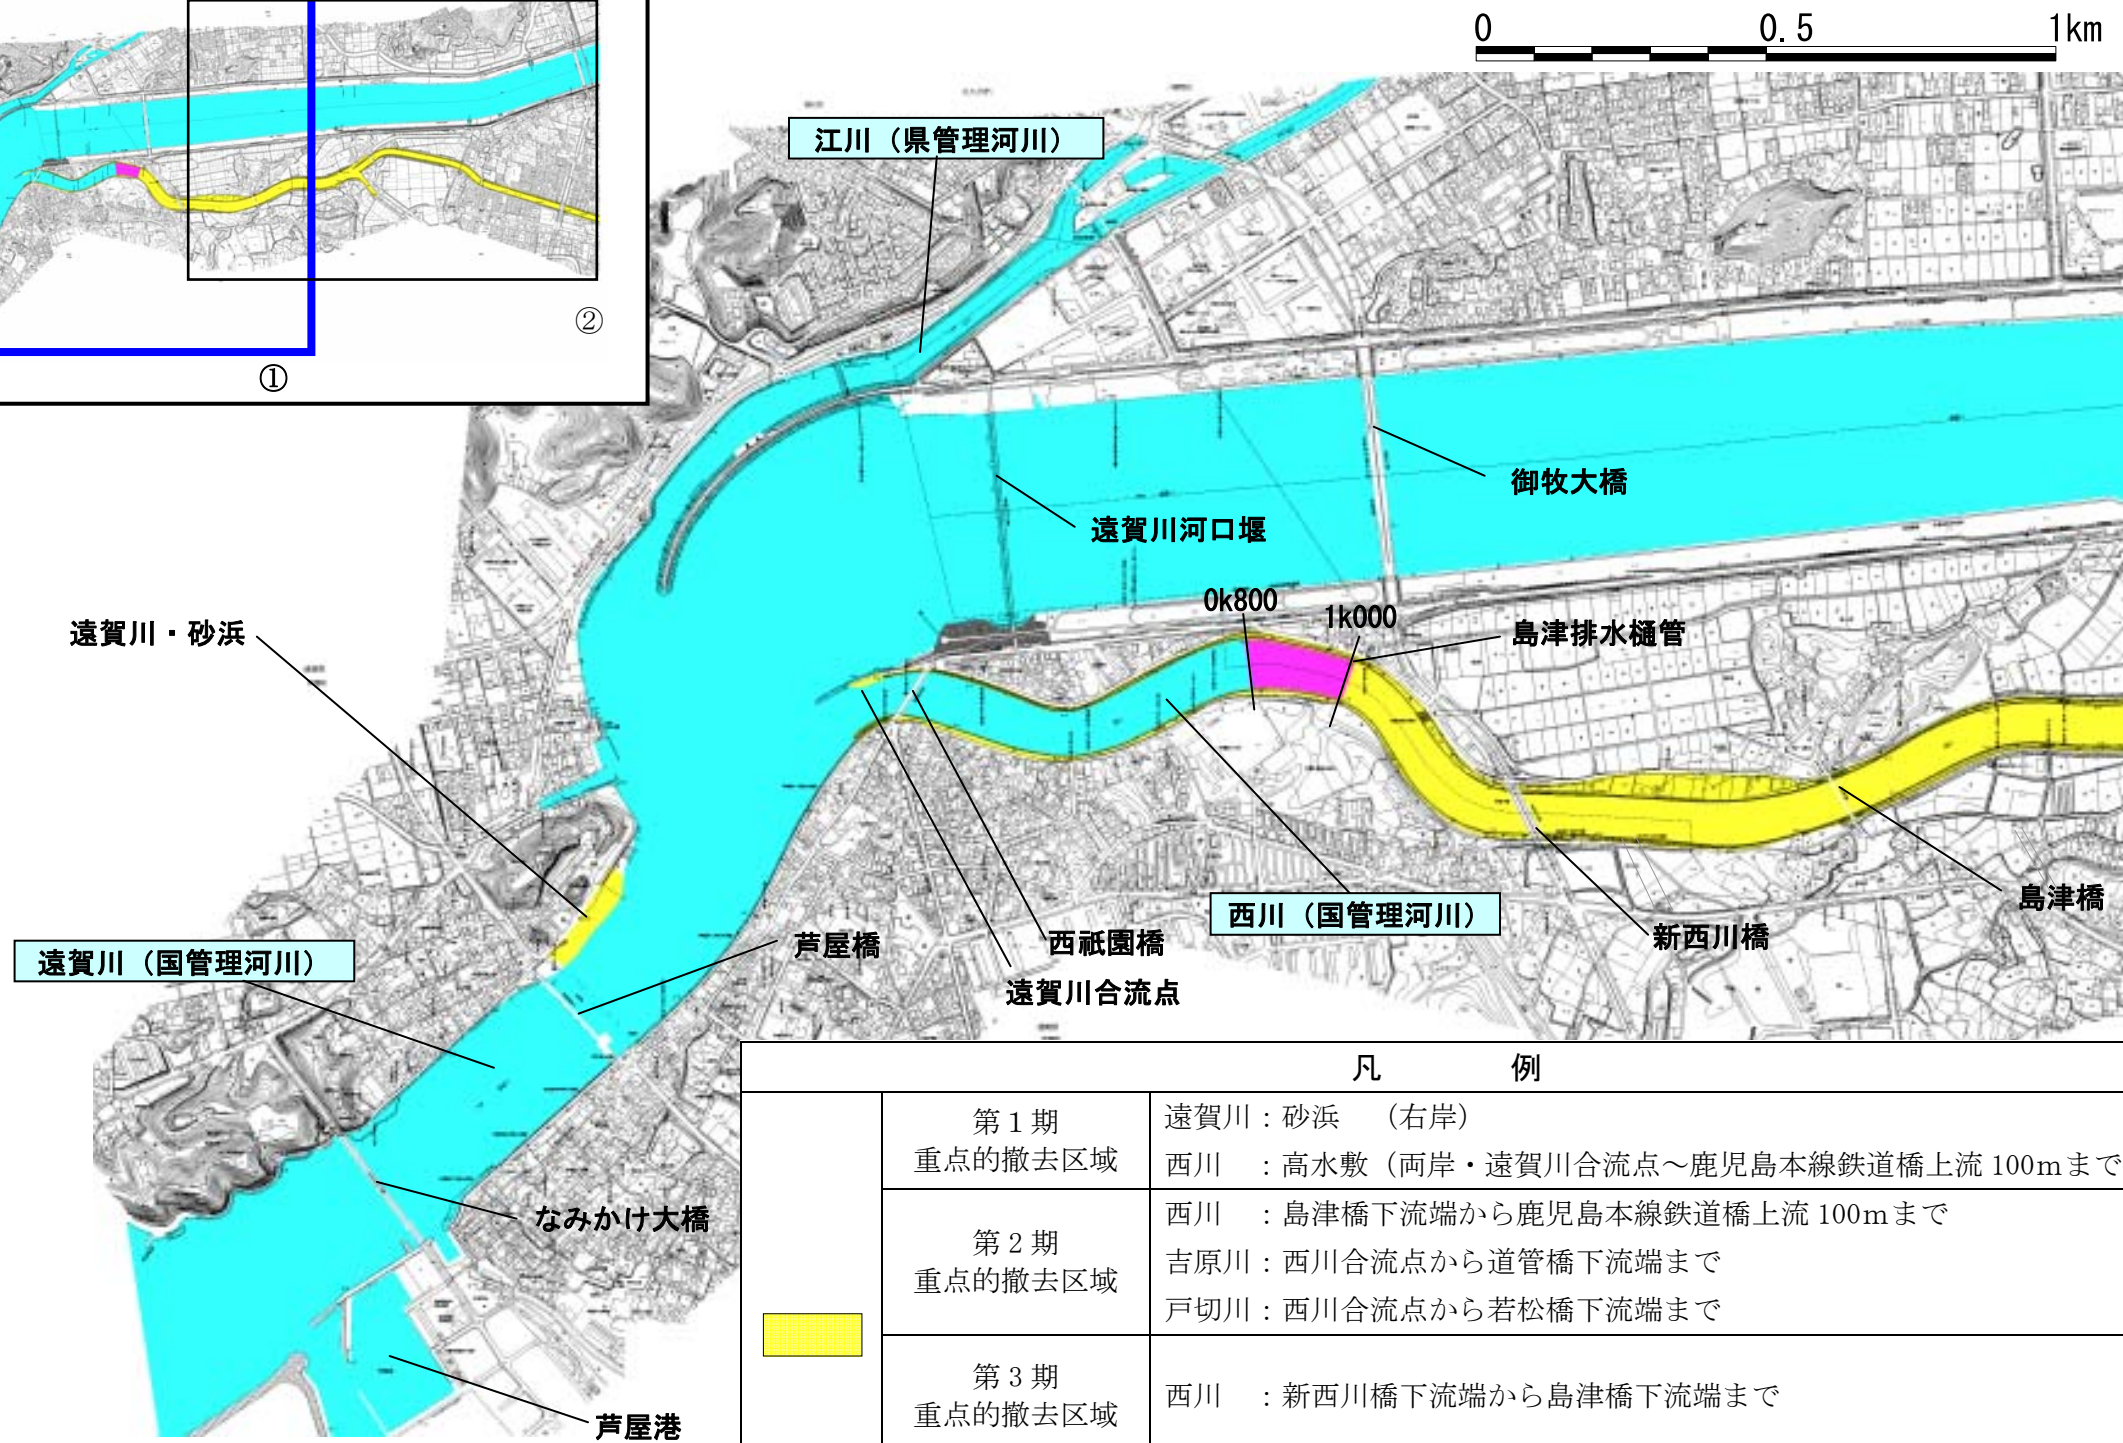 0 0.5 1km
②
①
江川（県管理河川）
御牧大橋
遠賀川河口堰
0k800
1k000
島津排水樋管
遠賀川・砂浜
島津橋
西川（国管理河川）
新西川橋
芦屋橋
西祇園橋
遠賀川（国管理河川）
遠賀川合流点
なみかけ大橋
芦屋港
凡 例
第1期
重点的撤去区域
遠賀川：砂浜 （右岸）
西川 ：高水敷（両岸・遠賀川合流点～鹿児島本線鉄道橋上流100mまで
第2期
重点的撤去区域
西川 ：島津橋下流端から鹿児島本線鉄道橋上流100mまで
吉原川：西川合流点から道管橋下流端まで
戸切川：西川合流点から若松橋下流端まで
第3期
重点的撤去区域
西川 ：新西川橋下流端から島津橋下流端まで